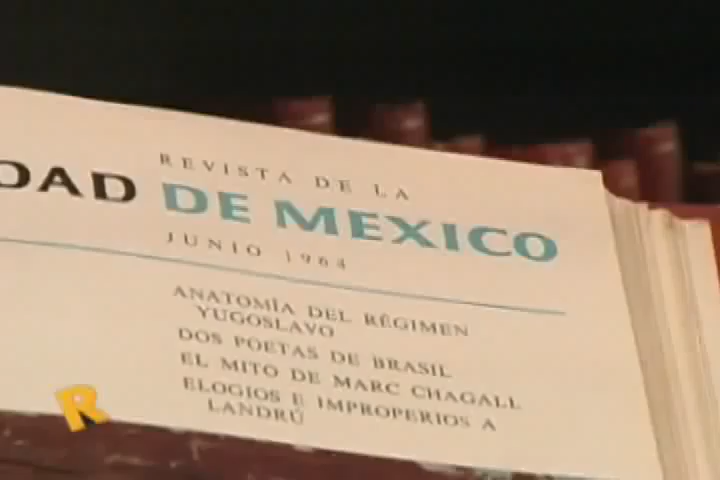 REVISTA DE LA
DAD DE MEXICO
JUNIO 1964
ANATOMÍA DEL RÉGIMEN
YUGOSLAVO
DOS POETAS DE BRASIL
EL MITO DE MARC CHAGALL
ELOGIOS E IMPROPERIOS A
LANDRÚ
R